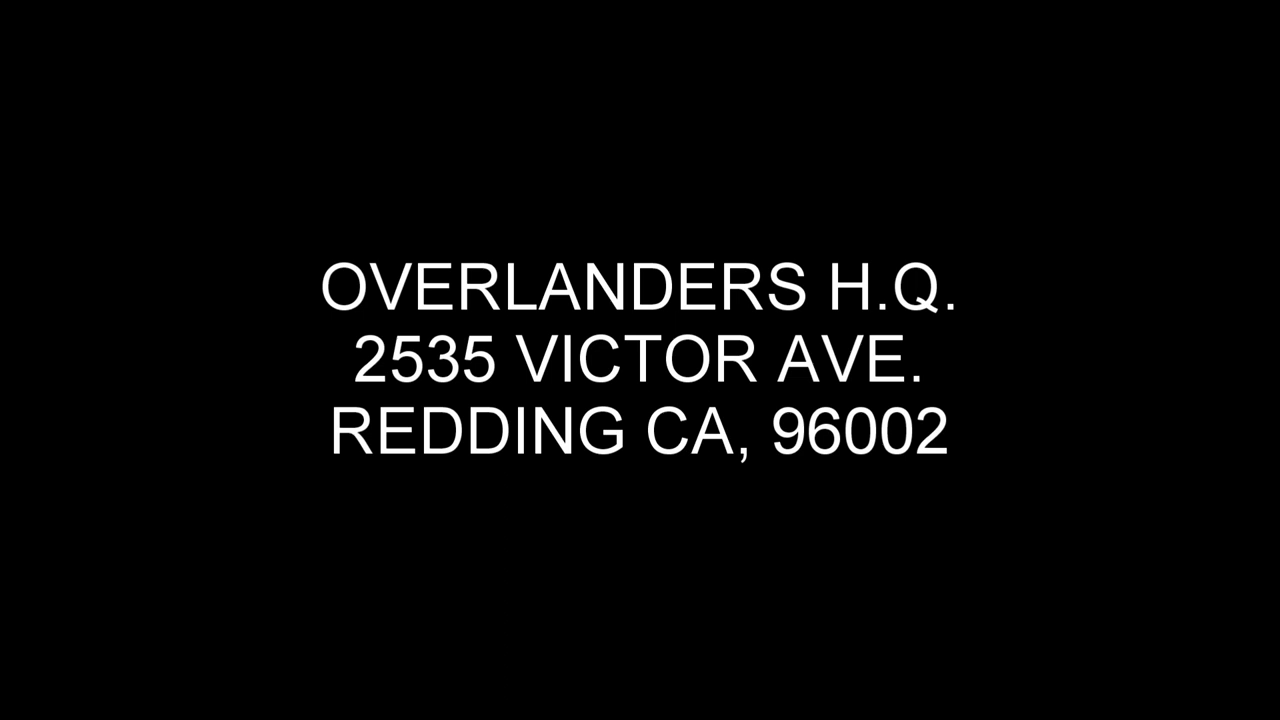 OVERLANDERS H.Q.
2535 VICTOR AVE.
REDDING CA, 96002